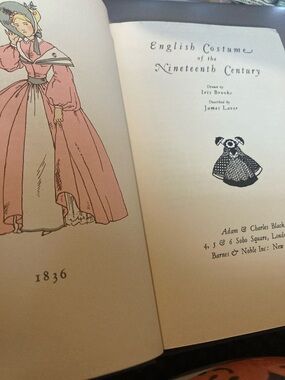 1836
English Costume
of the
Nineteenth Century
Drawn by
Iris Brooke
Described by
James Laver
Adam & Charles Black
4, 5 & 6 Soho Square,
Barnes & Noble Inc: New